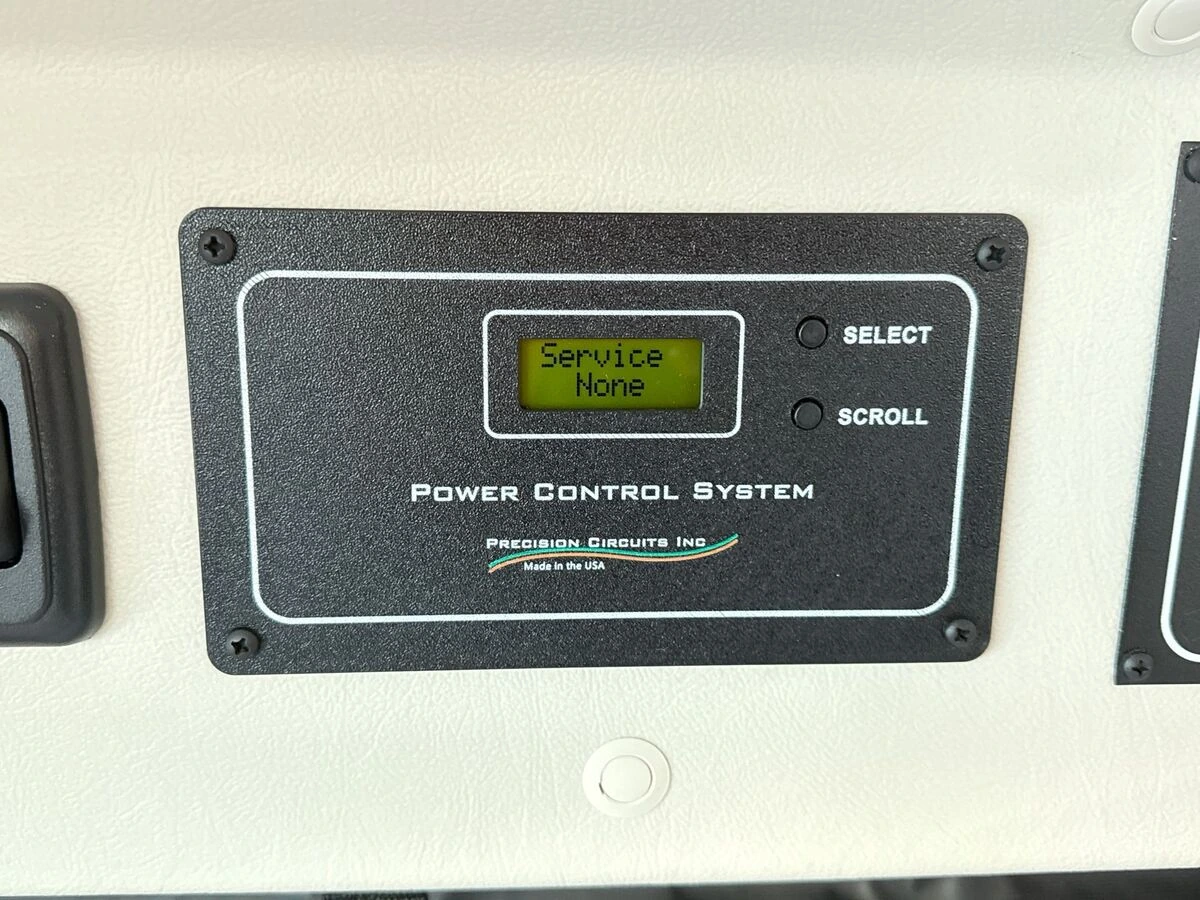 Service
None
SELECT
SCROLL
POWER CONTROL SYSTEM
PRECISION CIRCUITS INC
Made in the USA